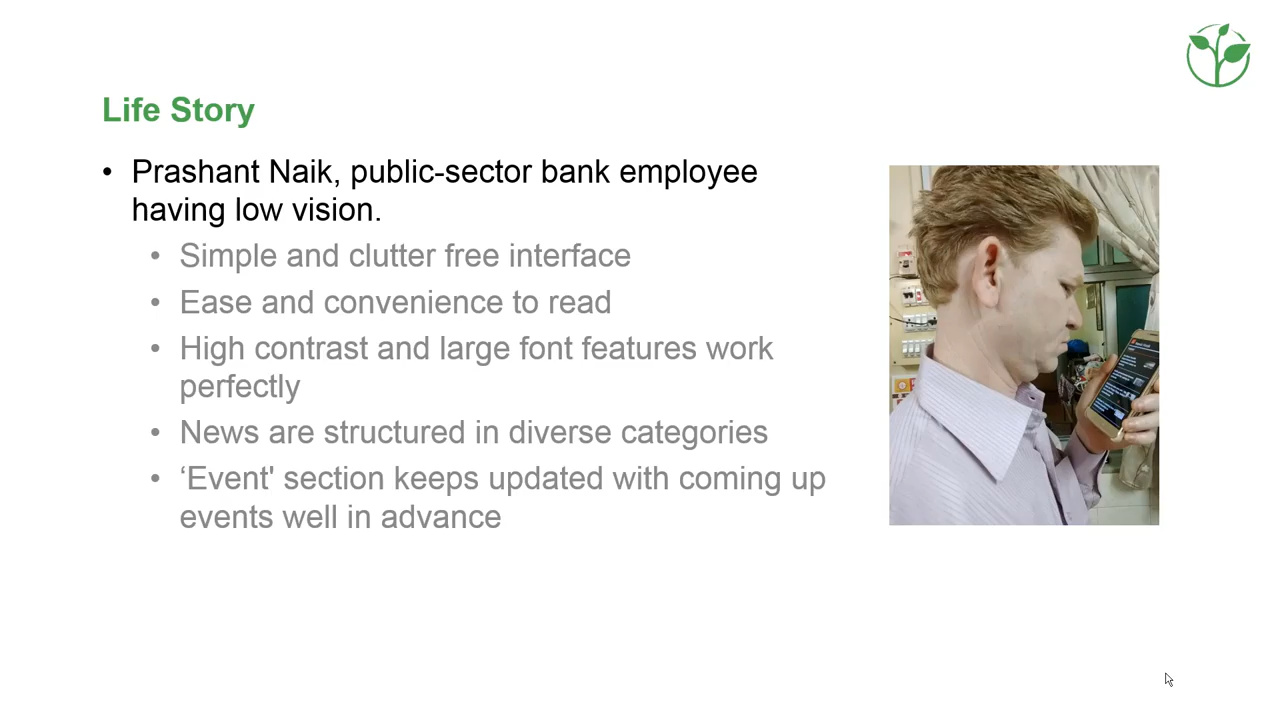 Life Story
• Prashant Naik, public-sector bank employee
having low vision.
• Simple and clutter free interface
• Ease and convenience to read
• High contrast and large font features work
perfectly
• News are structured in diverse categories
• ‘Event' section keeps updated with coming up
events well in advance